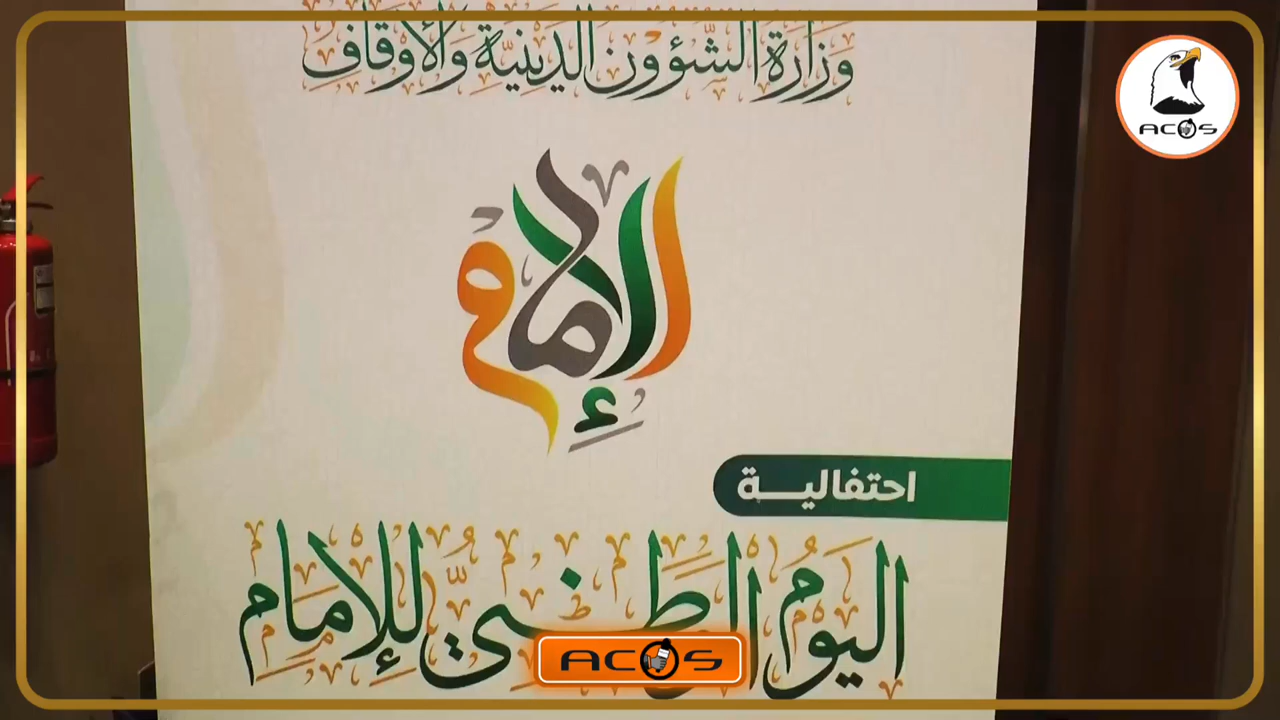 وزارة الشؤون الدينية والأوقاف
ACOS
الإمام
احتفالية
اليوم الوطني للإمام
ACOS